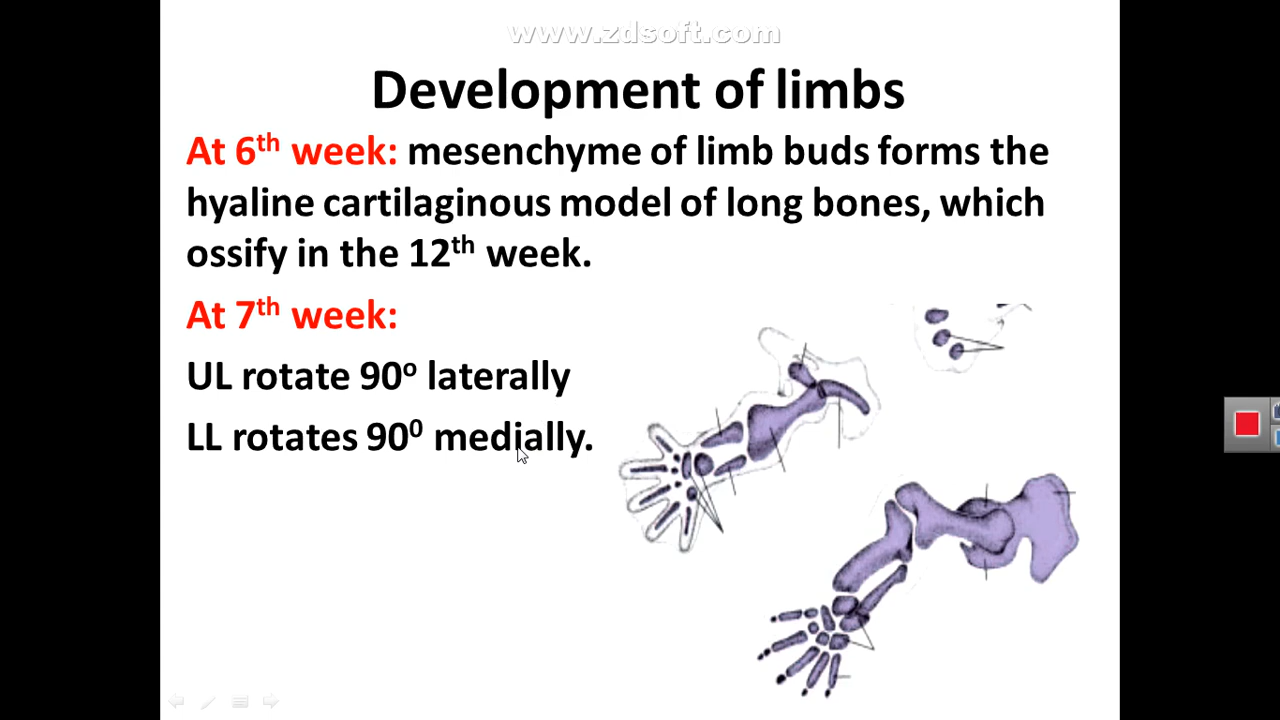 www.zdsoft.com
Development of limbs
At 6th week: mesenchyme of limb buds forms the
hyaline cartilaginous model of long bones, which
ossify in the 12th week.
At 7th week:
UL rotate 90o laterally
LL rotates 900 medially.